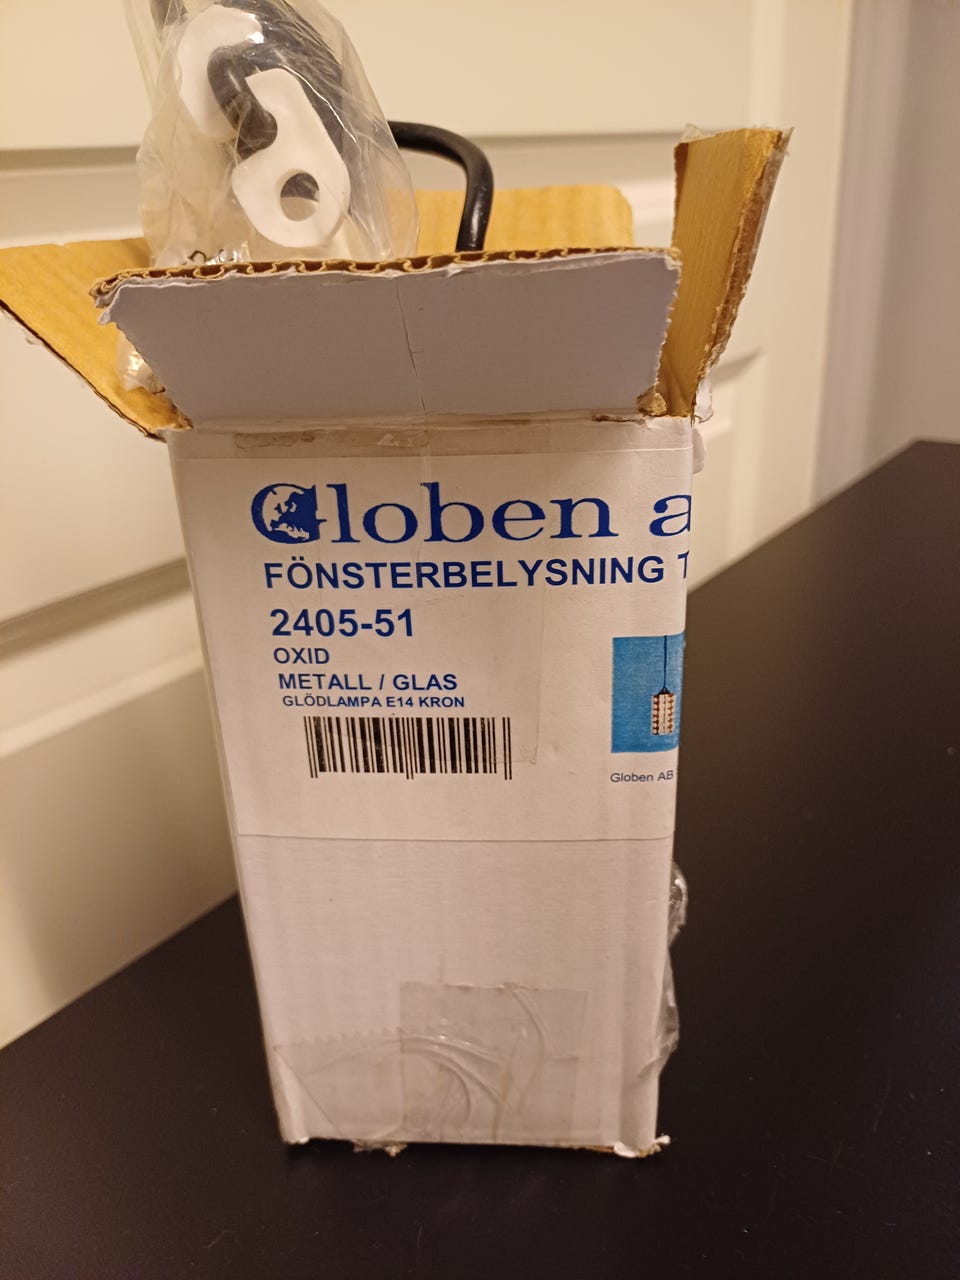 Globen a
FÖNSTERBELYSNING T
2405-51
OXID
METALL / GLAS
GLÖDLAMPA E14 KRON
Globen AB